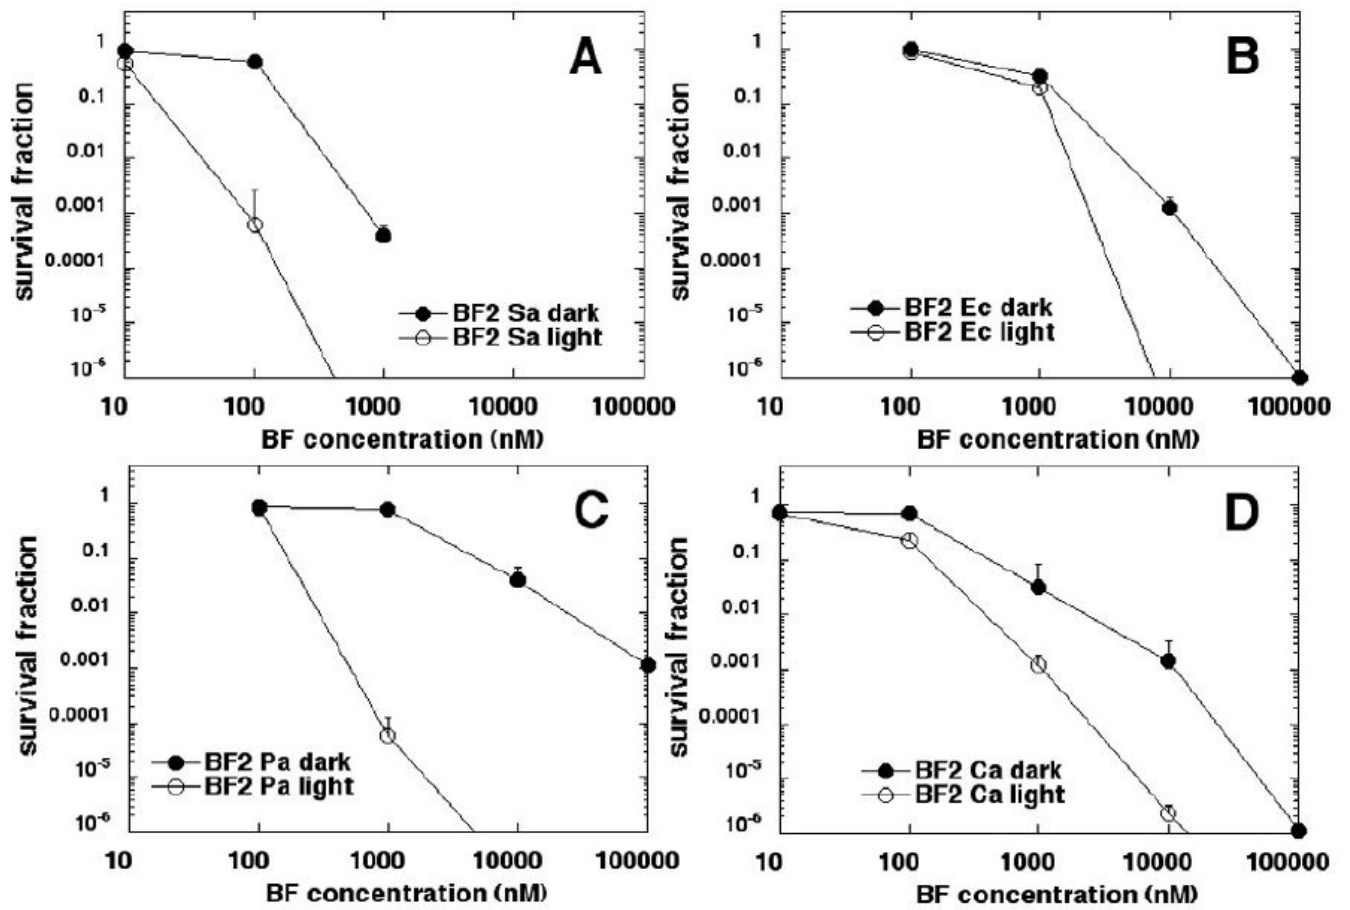 A
survival fraction
1
0.1
0.01
0.001
0.0001
10-5
10-6
BF2 Sa dark
BF2 Sa light
10 100 1000 10000 100000
BF concentration (nM)
B
survival fraction
1
0.1
0.01
0.001
0.0001
10-5
10-6
BF2 Ec dark
BF2 Ec light
10 100 1000 10000 100000
BF concentration (nM)
C
survival fraction
1
0.1
0.01
0.001
0.0001
10-5
10-6
BF2 Pa dark
BF2 Pa light
10 100 1000 10000 100000
BF concentration (nM)
D
survival fraction
1
0.1
0.01
0.001
0.0001
10-5
10-6
BF2 Ca dark
BF2 Ca light
10 100 1000 10000 100000
BF concentration (nM)